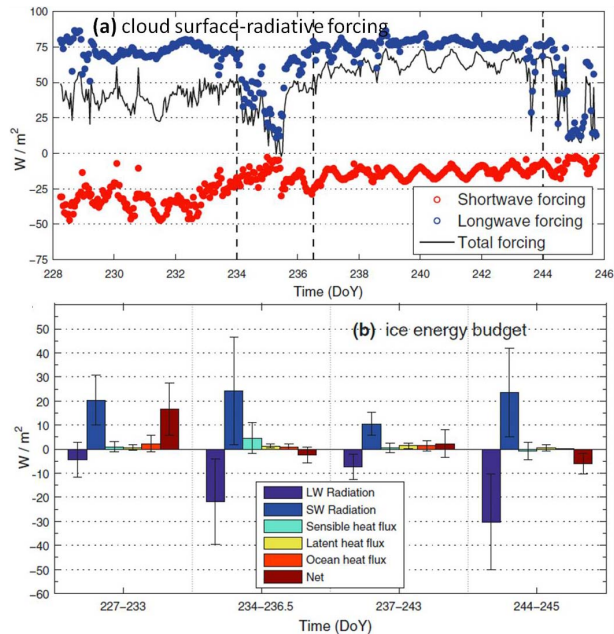 (a) cloud surface-radiative forcing
100
75
50
25
0
25
50
75
W / m²
228 230 232 234 236 238 240 242 244 246
Time (DoY)
Shortwave forcing
Longwave forcing
Total forcing
(b) ice energy budget
50
40
30
20
10
0
-10
-20
-30
-40
-50
-60
W / m²
LW Radiation
SW Radiation
Sensible heat flux
Latent heat flux
Ocean heat flux
Net
227-233 234-236.5 237-243 244-245
Time (DoY)